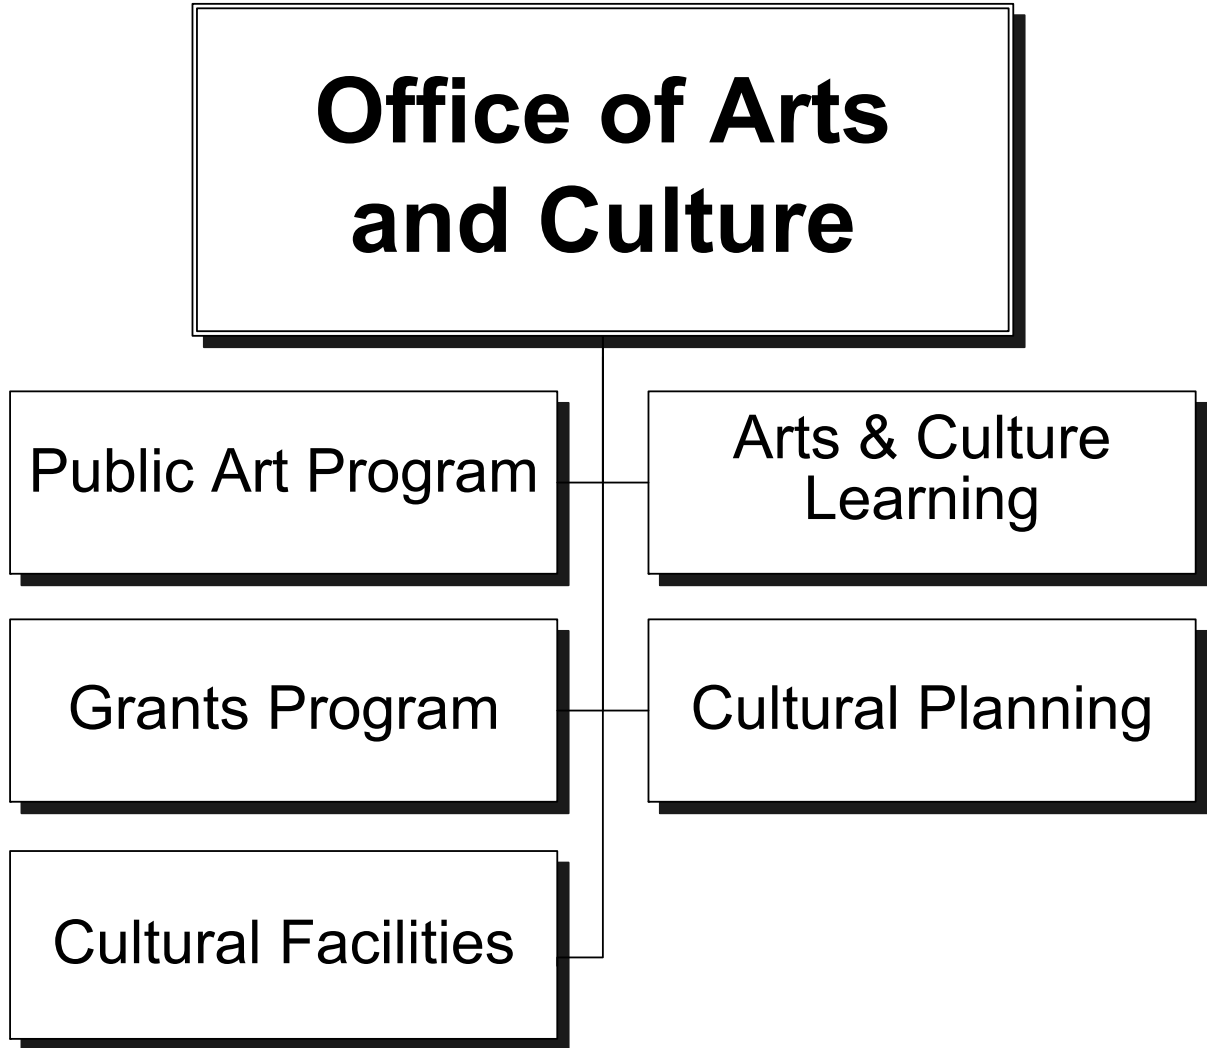 Office of Arts
and Culture
Public Art Program
Arts & Culture
Learning
Grants Program
Cultural Planning
Cultural Facilities